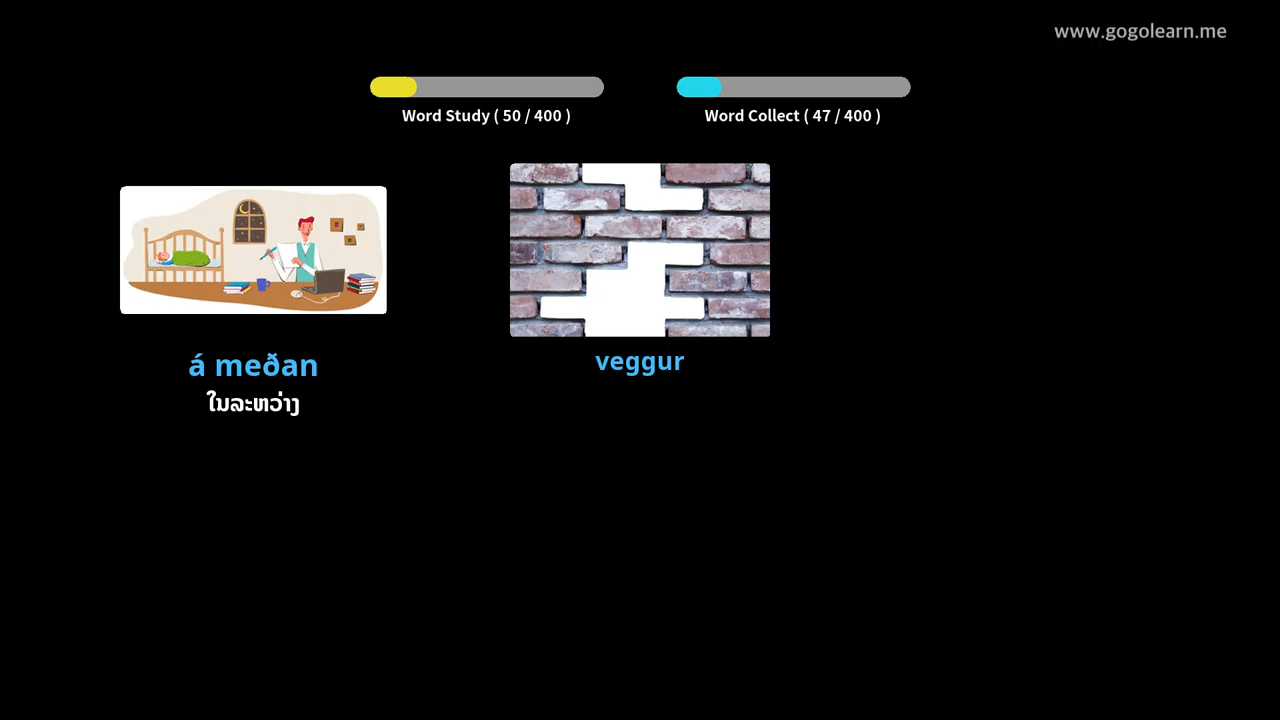 www.gogolearn.me
Word Study ( 50 / 400 )
Word Collect ( 47 / 400 )
á meðan
ໃນລະຫວ່າງ
veggur